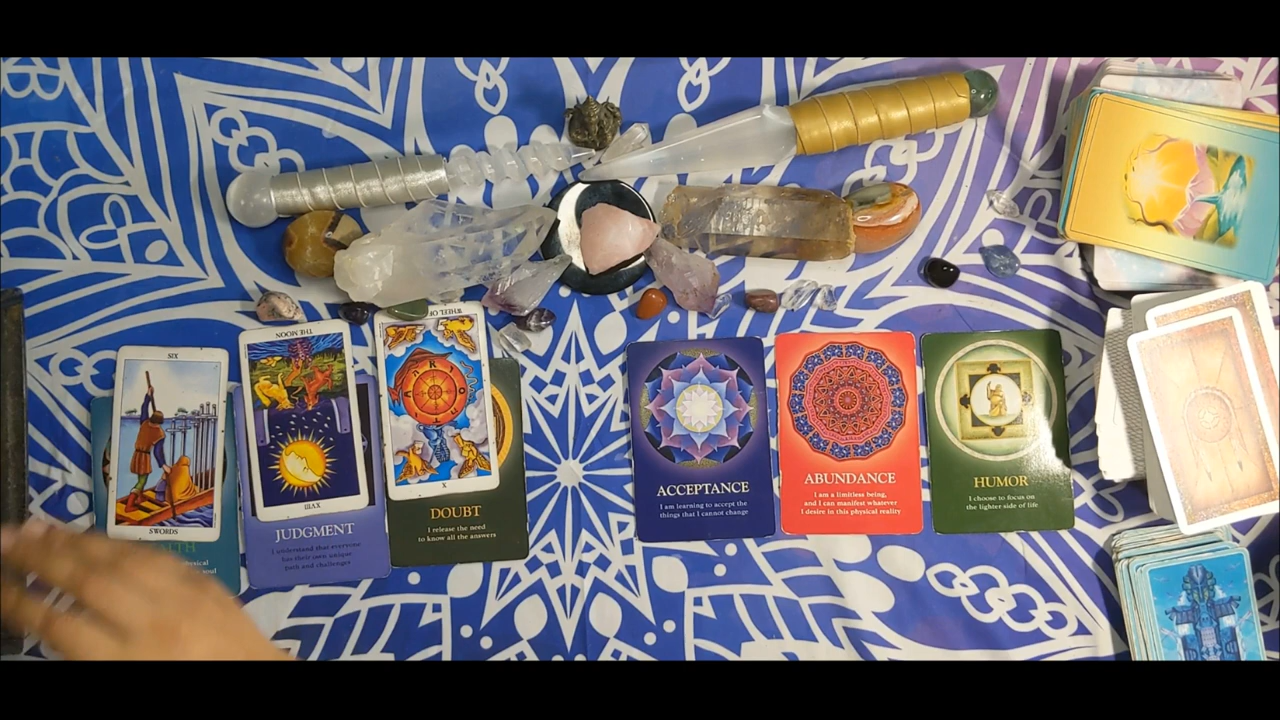 SIX
SWORDS
THE MOON
XVIII
JUDGMENT
I understand that everyone
has their own unique
path and challenges
WHEEL OF
X
DOUBT
I release the need
to know all the answers
ACCEPTANCE
I am learning to accept the
things that I cannot change
ABUNDANCE
I am a limitless being,
and I can manifest whatever
I desire in this physical reality
HUMOR
I choose to focus on
the lighter side of life